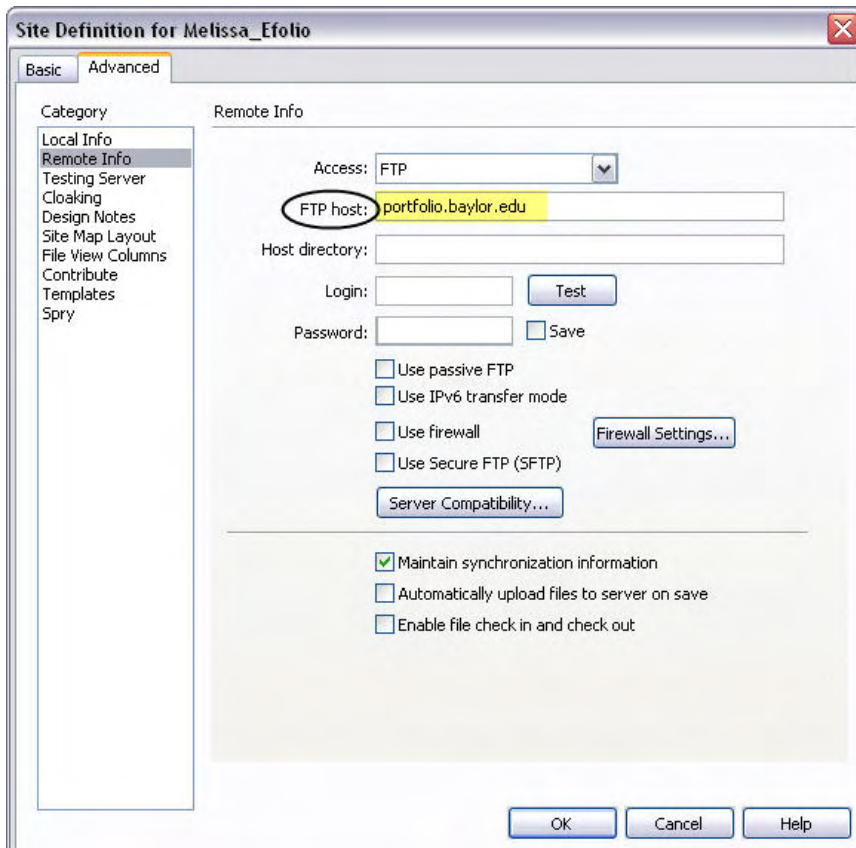 Site Definition for Melissa_Efolio
Basic
Advanced
Category
Local Info
Remote Info
Testing Server
Cloaking
Design Notes
Site Map Layout
File View Columns
Contribute
Templates
Spry
Remote Info
Access: FTP
FTP host: portfolio.baylor.edu
Host directory:
Login: Test
Password: Save
Use passive FTP
Use IPv6 transfer mode
Use firewall Firewall Settings...
Use Secure FTP (SFTP)
Server Compatibility...
Maintain synchronization information
Automatically upload files to server on save
Enable file check in and check out
OK Cancel Help